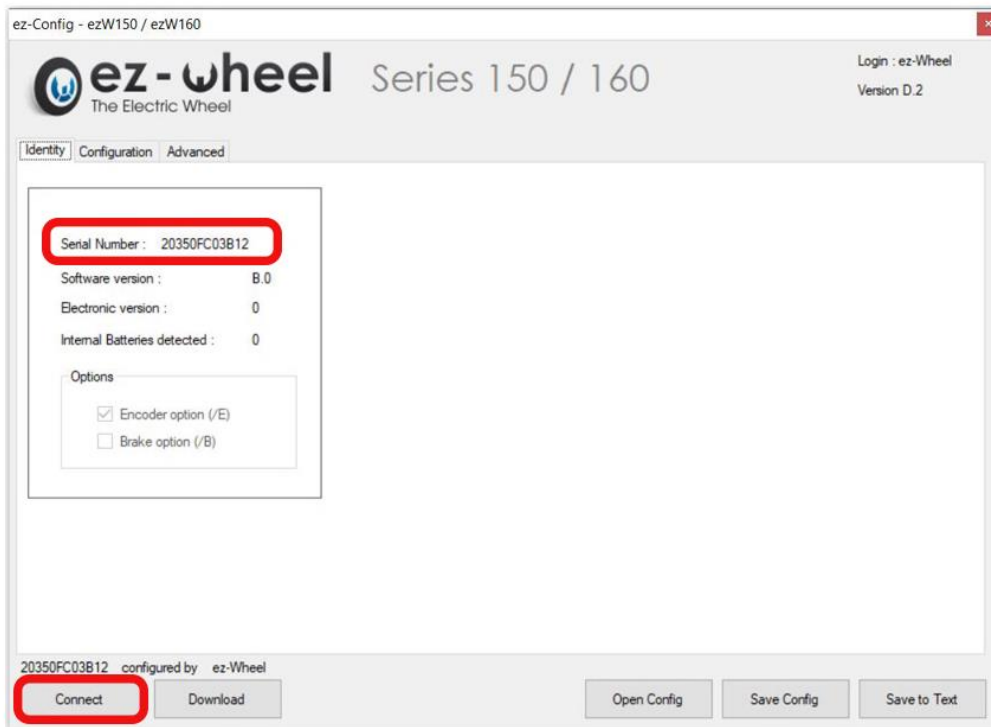 ez-Config - ezW150 / ezW160
ez-wheel
The Electric Wheel
Series 150 / 160
Login : ez-Wheel
Version D.2
Identity Configuration Advanced
Serial Number : 20350FC03B12
Software version : B.0
Electronic version : 0
Internal Batteries detected : 0
Options
Encoder option (/E)
Brake option (/B)
20350FC03B12 configured by ez-Wheel
Connect Download Open Config Save Config Save to Text